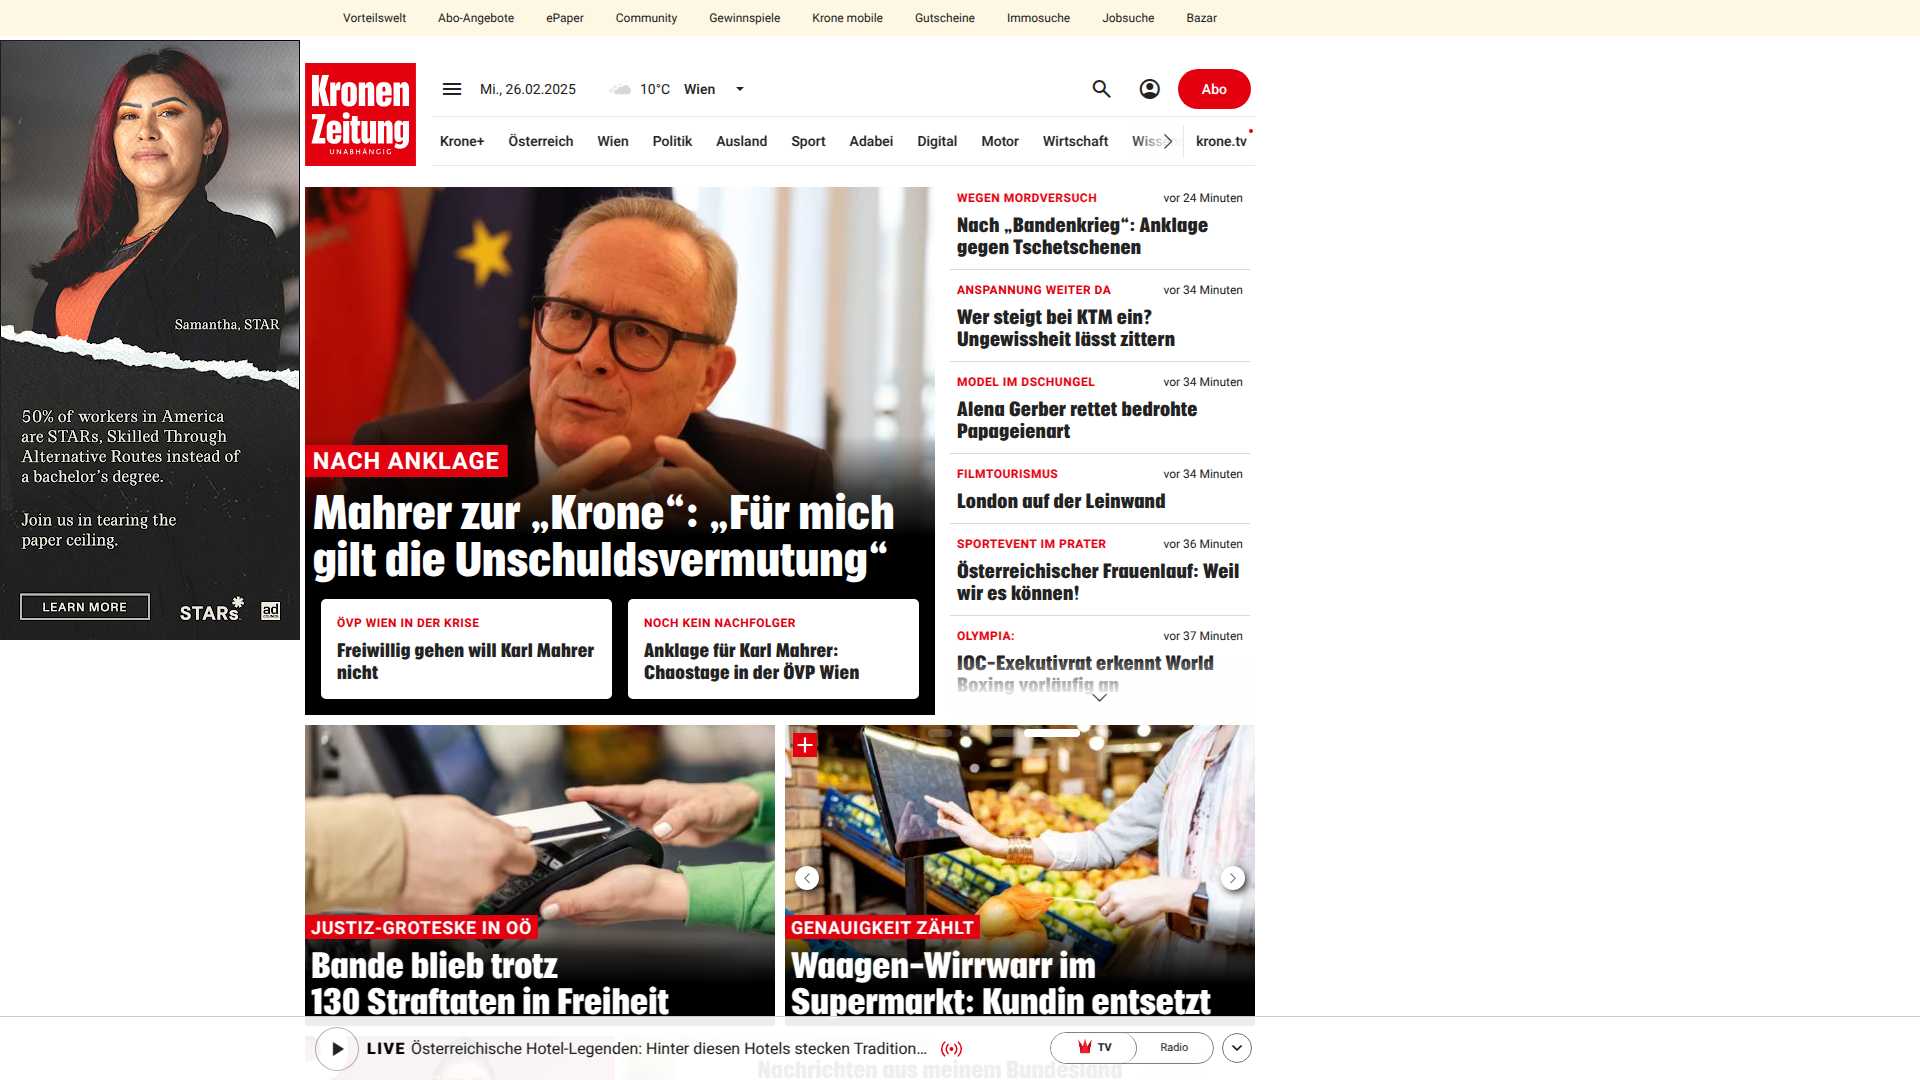 Vorteilswelt Abo-Angebote ePaper Community Gewinnspiele Krone mobile Gutscheine Immosuche Jobsuche Bazar
Samantha, STAR
50% of workers in America
are STARs, Skilled Through
Alternative Routes instead of
a bachelor's degree.
Join us in tearing the
paper ceiling.
LEARN MORE
STARs*
ad
COUNCIL
Kronen
Zeitung
UNABHÄNGIG
Mi., 26.02.2025 10°C Wien
Abo
Krone+ Österreich Wien Politik Ausland Sport Adabei Digital Motor Wirtschaft Wiss krone.tv
NACH ANKLAGE
Mahrer zur „Krone“: „Für mich
gilt die Unschuldsvermutung“
ÖVP WIEN IN DER KRISE
Freiwillig gehen will Karl Mahrer
nicht
NOCH KEIN NACHFOLGER
Anklage für Karl Mahrer:
Chaostage in der ÖVP Wien
WEGEN MORDVERSUCH vor 24 Minuten
Nach „Bandenkrieg“: Anklage
gegen Tschetschenen
ANSPANNUNG WEITER DA vor 34 Minuten
Wer steigt bei KTM ein?
Ungewissheit lässt zittern
MODEL IM DSCHUNGEL vor 34 Minuten
Alena Gerber rettet bedrohte
Papageienart
FILMTOURISMUS vor 34 Minuten
London auf der Leinwand
SPORTEVENT IM PRATER vor 36 Minuten
Österreichischer Frauenlauf: Weil
wir es können!
OLYMPIA: vor 37 Minuten
IOC-Exekutivrat erkennt World
Boxing vorläufig an
JUSTIZ-GROTESKE IN OÖ
Bande blieb trotz
130 Straftaten in Freiheit
GENAUIGKEIT ZÄHLT
Waagen-Wirrwarr im
Supermarkt: Kundin entsetzt
LIVE Österreichische Hotel-Legenden: Hinter diesen Hotels stecken Tradition...
TV Radio
Nachrichten aus meinem Bundesland